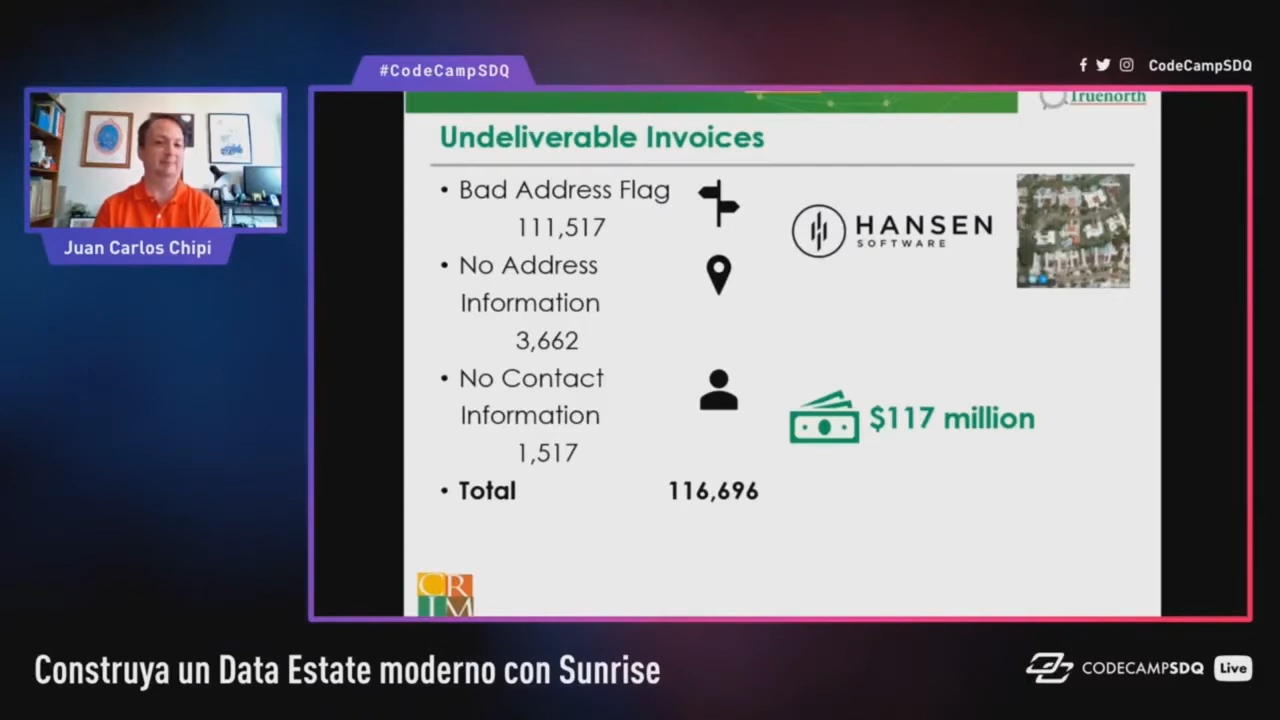 #CodeCampSDQ
CodeCampSDQ
Juan Carlos Chipi
Truenorth
Undeliverable Invoices
• Bad Address Flag
111,517
• No Address
Information
3,662
• No Contact
Information
1,517
• Total 116,696
HANSEN
SOFTWARE
$117 million
CRIM
Construya un Data Estate moderno con Sunrise
CODECAMPSDQ Live